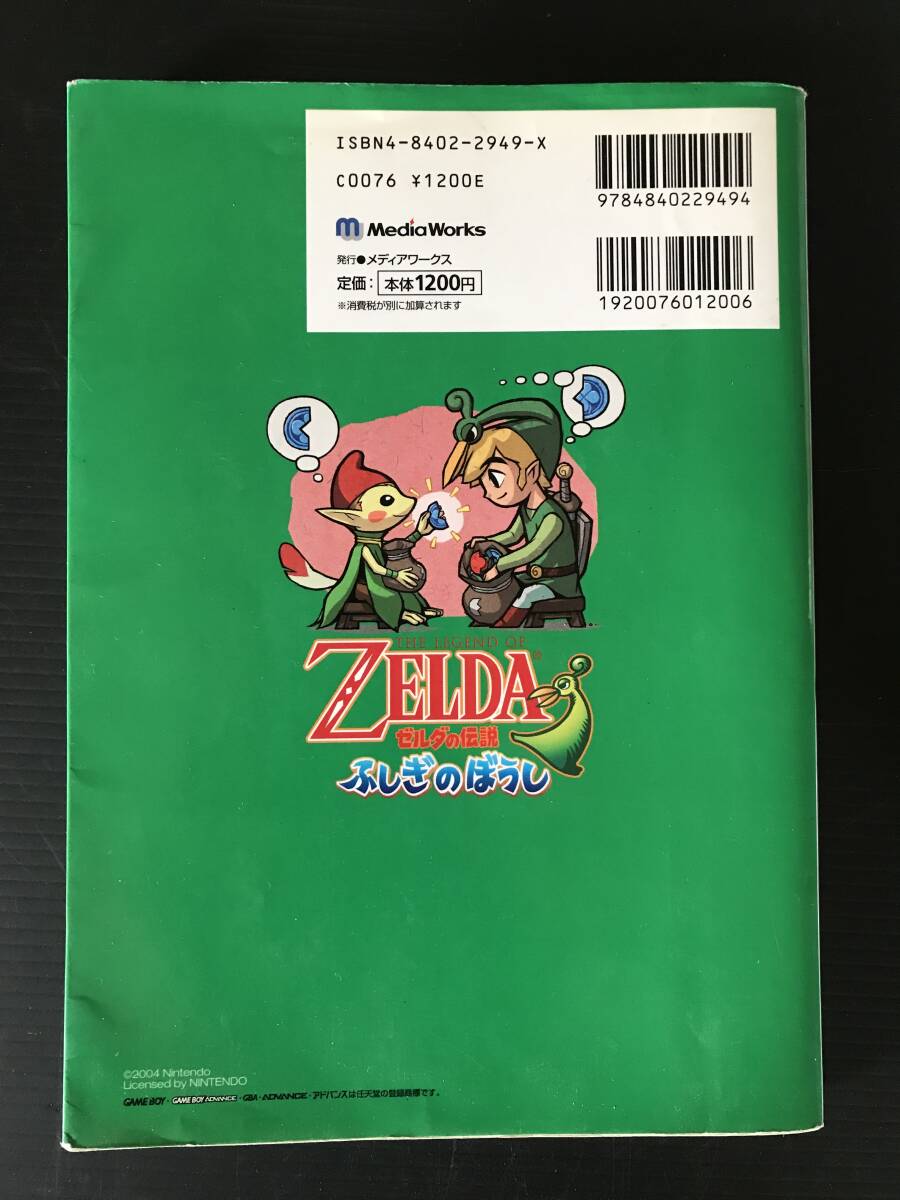 ISBN4-8402-2949-X
C0076 ¥1200E
9784840229494
m MediaWorks
発行●メディアワークス
定価：本体1200円
※消費税が別に加算されます
1920076012006
THE LEGEND OF
ZELDA®
ゼルダの伝説
ふしぎのぼうし
©2004 Nintendo
Licensed by NINTENDO
GAME BOY・GAME BOY ADVANCE・GBA・ADVANCE・アドバンスは任天堂の登録商標です。